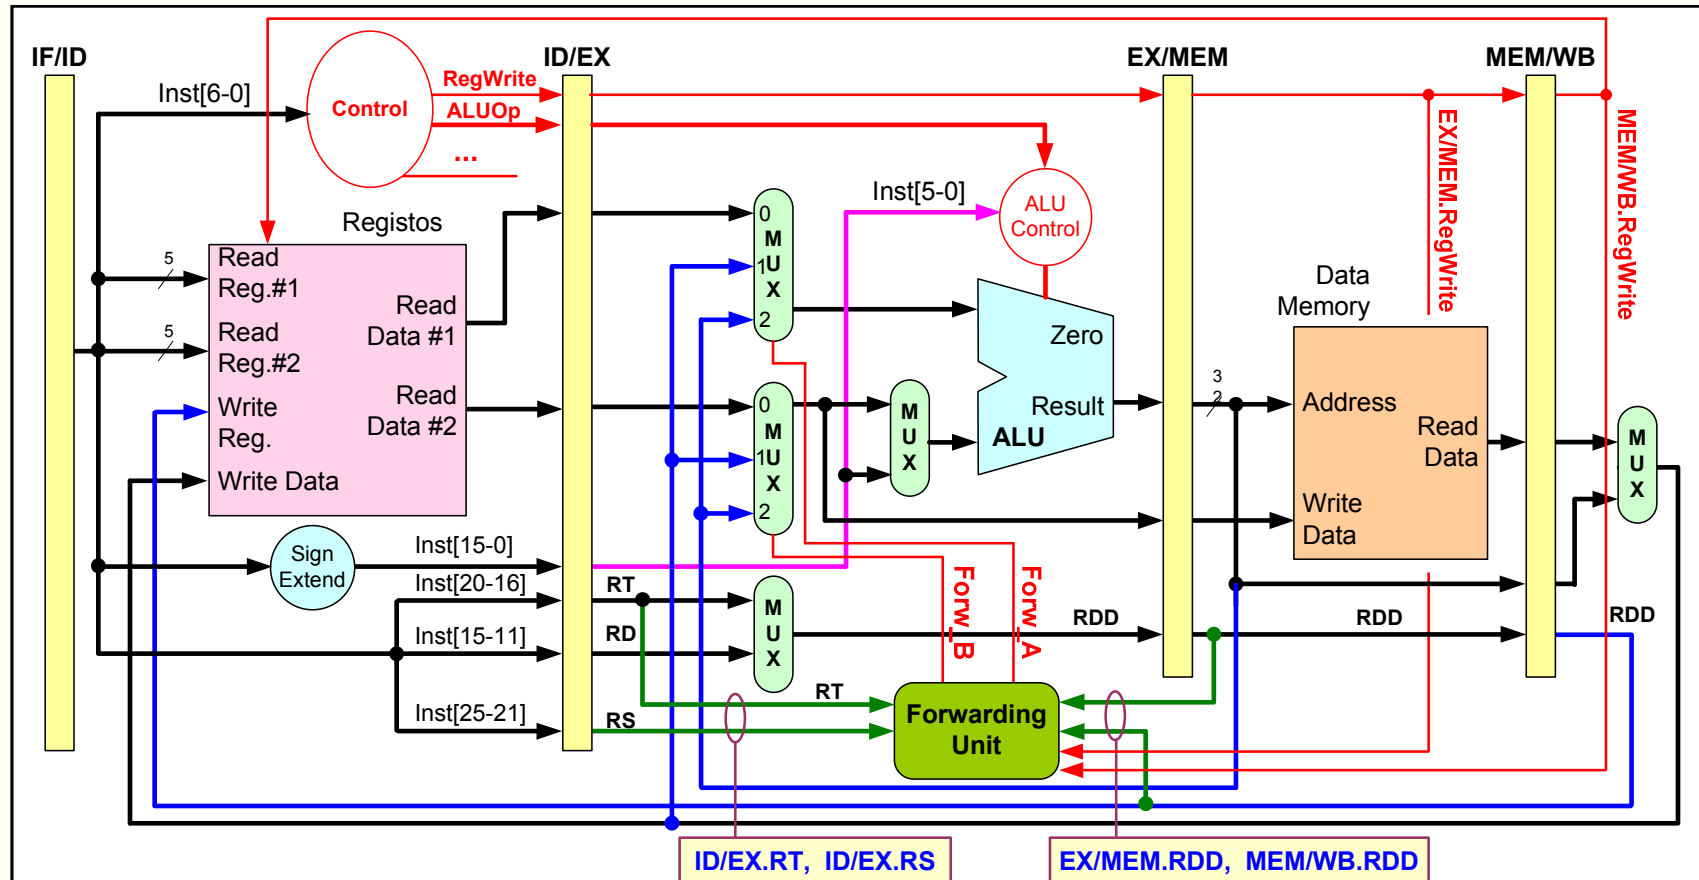 IF/ID
ID/EX
EX/MEM
MEM/WB
Inst[6-0]
Control
RegWrite
ALUOp
...
Inst[5-0]
ALU
Control
EX/MEM.RegWrite
MEM/WB.RegWrite
Registos
Read
Reg.#1
5
Read
Reg.#2
5
Write
Reg.
Write Data
Read
Data #1
Read
Data #2
0
M
U
X
1
2
0
M
U
X
1
2
M
U
X
Zero
Result
ALU
3
2
Data
Memory
Address
Read
Data
Write
Data
M
U
X
Sign
Extend
Inst[15-0]
Inst[20-16]
Inst[15-11]
Inst[25-21]
RT
RD
RS
M
U
X
RT
Forw_B
Forw_A
RDD
RDD
RDD
Forwarding
Unit
ID/EX.RT, ID/EX.RS
EX/MEM.RDD, MEM/WB.RDD